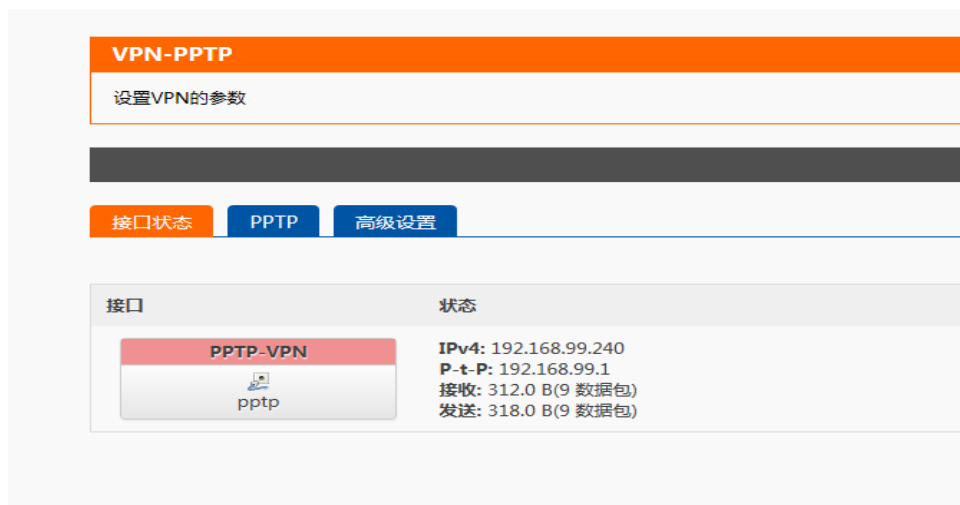 VPN-PPTP
设置VPN的参数
接口状态 PPTP 高级设置
接口 状态
PPTP-VPN
pptp
IPv4: 192.168.99.240
P-t-P: 192.168.99.1
接收: 312.0 B(9 数据包)
发送: 318.0 B(9 数据包)